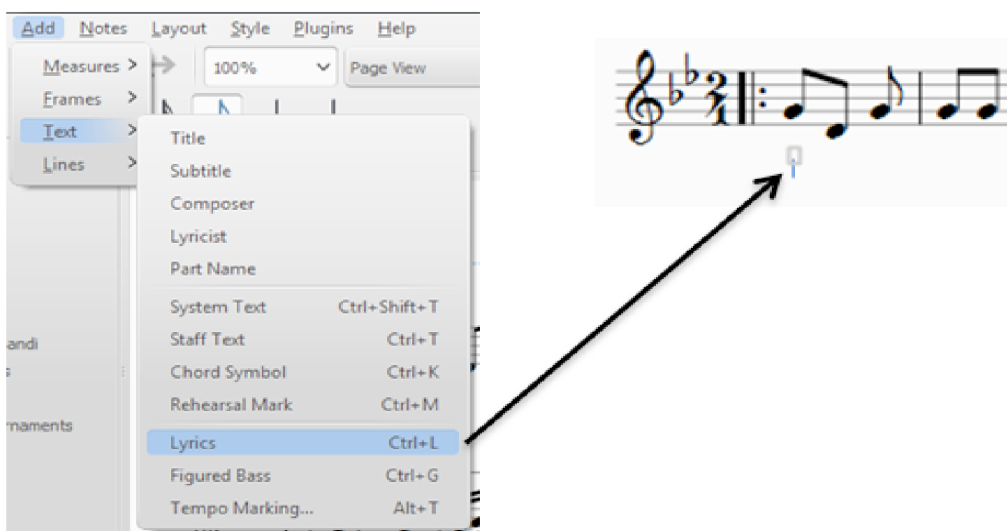 Add Notes Layout Style Plugins Help
Measures >
Frames >
Text >
Lines >
100%
Page View
Title
Subtitle
Composer
Lyricist
Part Name
System Text Ctrl+Shift+T
Staff Text Ctrl+T
Chord Symbol Ctrl+K
Rehearsal Mark Ctrl+M
Lyrics Ctrl+L
Figured Bass Ctrl+G
Tempo Marking... Alt+T
andi
s
rnaments